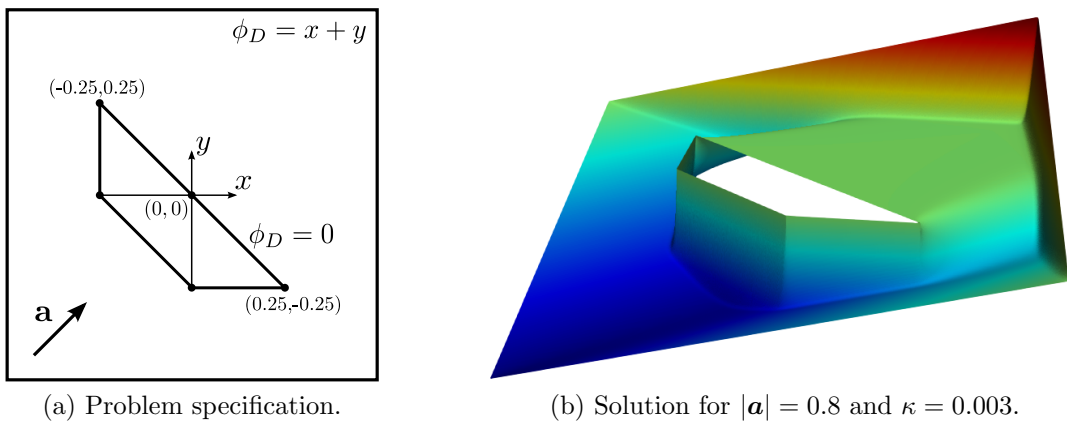 ϕ_D = x + y
(-0.25,0.25)
y
x
(0, 0)
ϕ_D = 0
a
(0.25,-0.25)
(a) Problem specification.
(b) Solution for |a| = 0.8 and κ = 0.003.